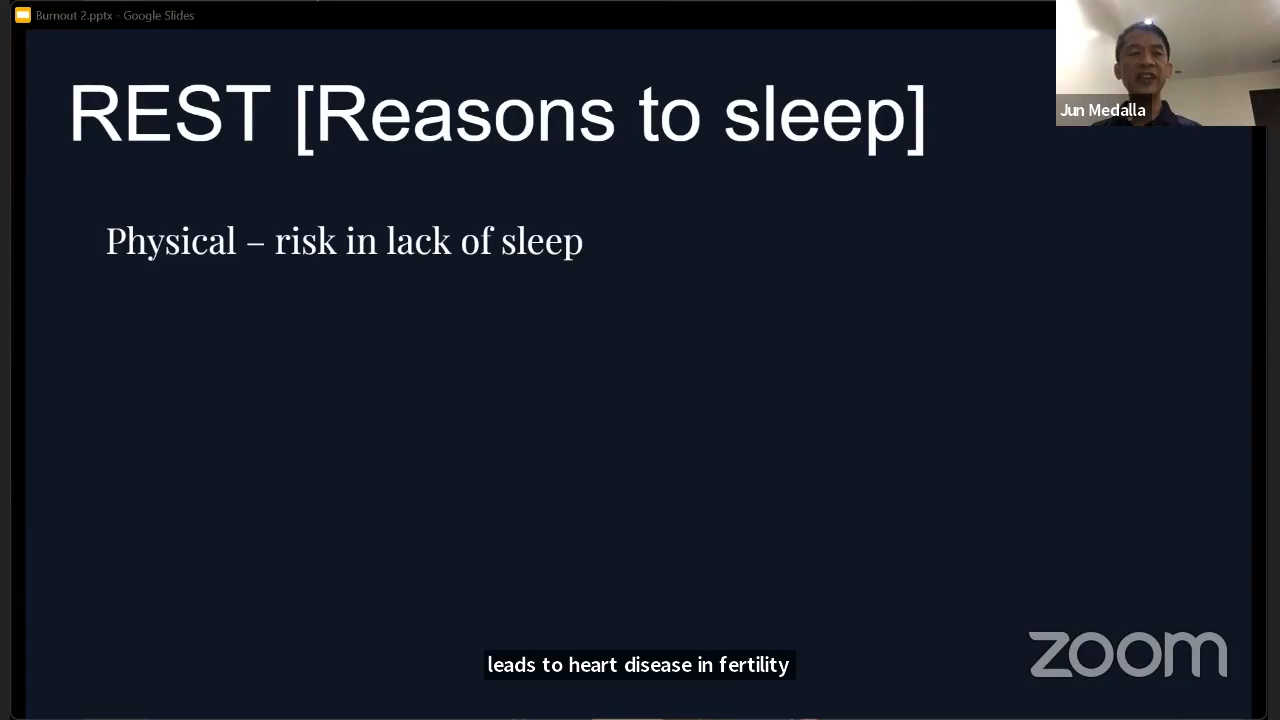 Burnout 2.pptx - Google Slides
REST [Reasons to sleep]
Jun Medalla
Physical – risk in lack of sleep
leads to heart disease in fertility
zoom